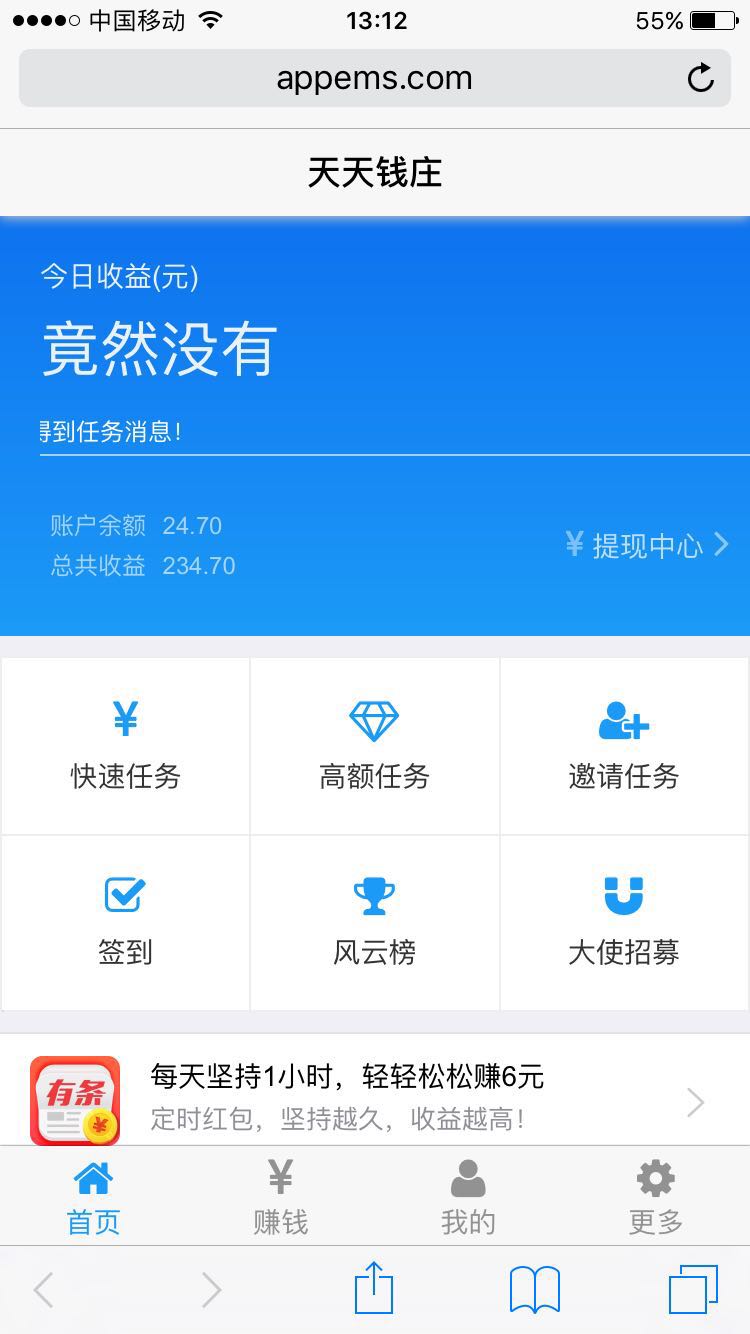 中国移动
13:12
55%
appems.com
天天钱庄
今日收益(元)
竟然没有
得到任务消息！
账户余额 24.70
总共收益 234.70
¥ 提现中心
¥
快速任务
高额任务
邀请任务
签到
风云榜
大使招募
有条
¥
每天坚持1小时，轻轻松松赚6元
定时红包，坚持越久，收益越高！
首页
¥
赚钱
我的
更多